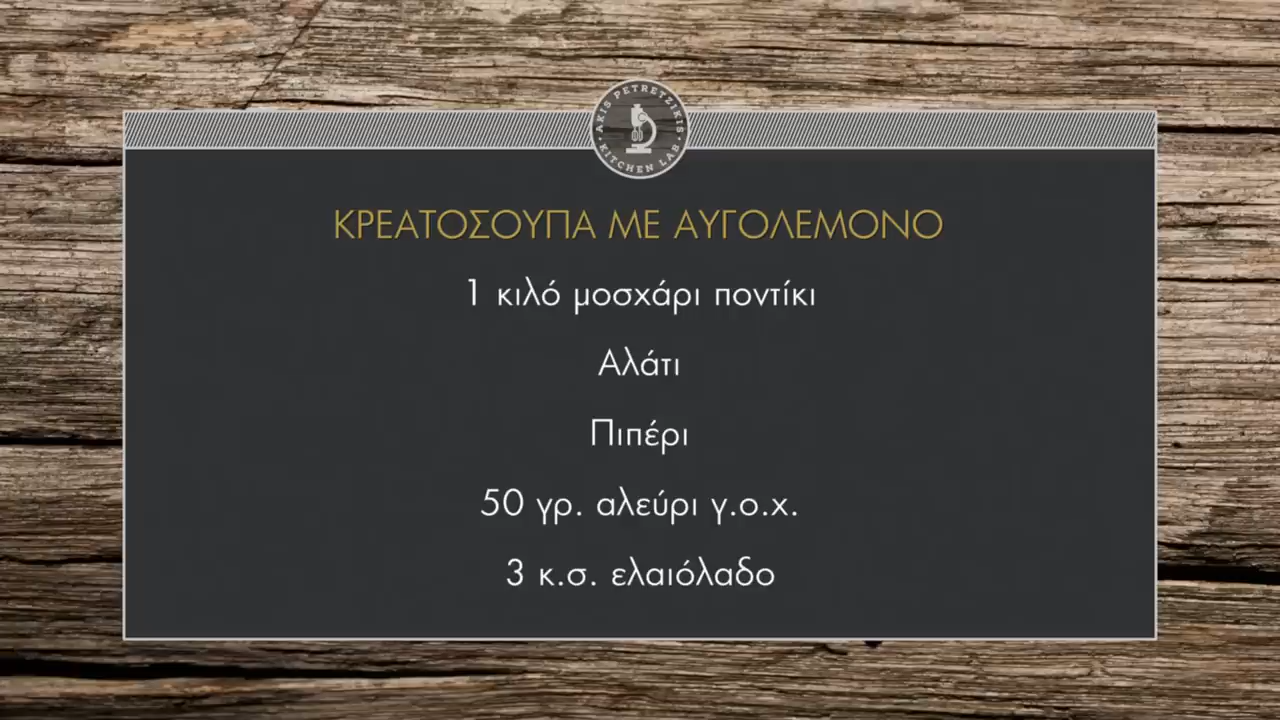 AKIS PETRETZIKIS
KITCHEN LAB
ΚΡΕΑΤΟΣΟΥΠΑ ΜΕ ΑΥΓΟΛΕΜΟΝΟ
1 κιλό μοσχάρι ποντίκι
Αλάτι
Πιπέρι
50 γρ. αλεύρι γ.ο.χ.
3 κ.σ. ελαιόλαδο